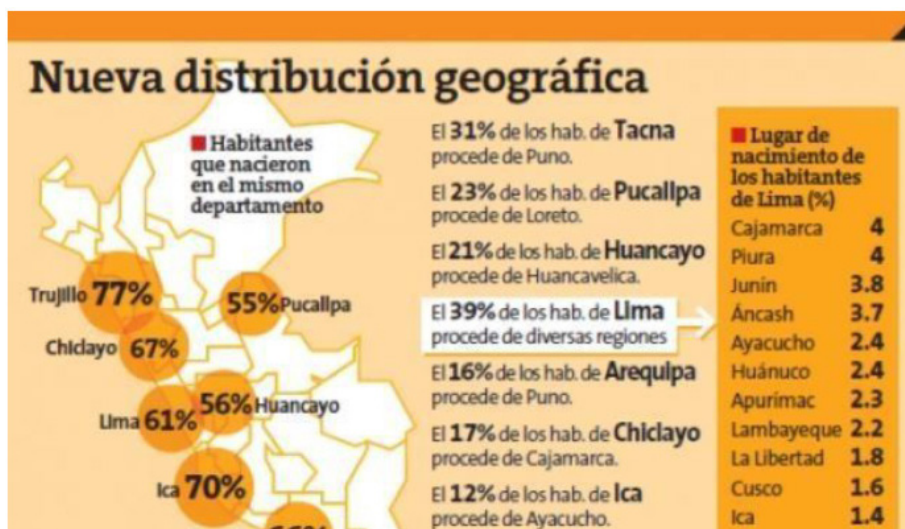 Nueva distribución geográfica
Habitantes
que nacieron
en el mismo
departamento
Trujillo 77%
55% Pucallpa
Chiclayo 67%
Lima 61%
56% Huancayo
Ica 70%
66%
El 31% de los hab. de Tacna
procede de Puno.
El 23% de los hab. de Pucallpa
procede de Loreto.
El 21% de los hab. de Huancayo
procede de Huancavelica.
El 39% de los hab. de Lima
procede de diversas regiones
El 16% de los hab. de Arequipa
procede de Puno.
El 17% de los hab. de Chiclayo
procede de Cajamarca.
El 12% de los hab. de Ica
procede de Ayacucho.
Lugar de
nacimiento de
los habitantes
de Lima (%)
Cajamarca 4
Piura 4
Junín 3.8
Áncash 3.7
Ayacucho 2.4
Huánuco 2.4
Apurímac 2.3
Lambayeque 2.2
La Libertad 1.8
Cusco 1.6
Ica 1.4